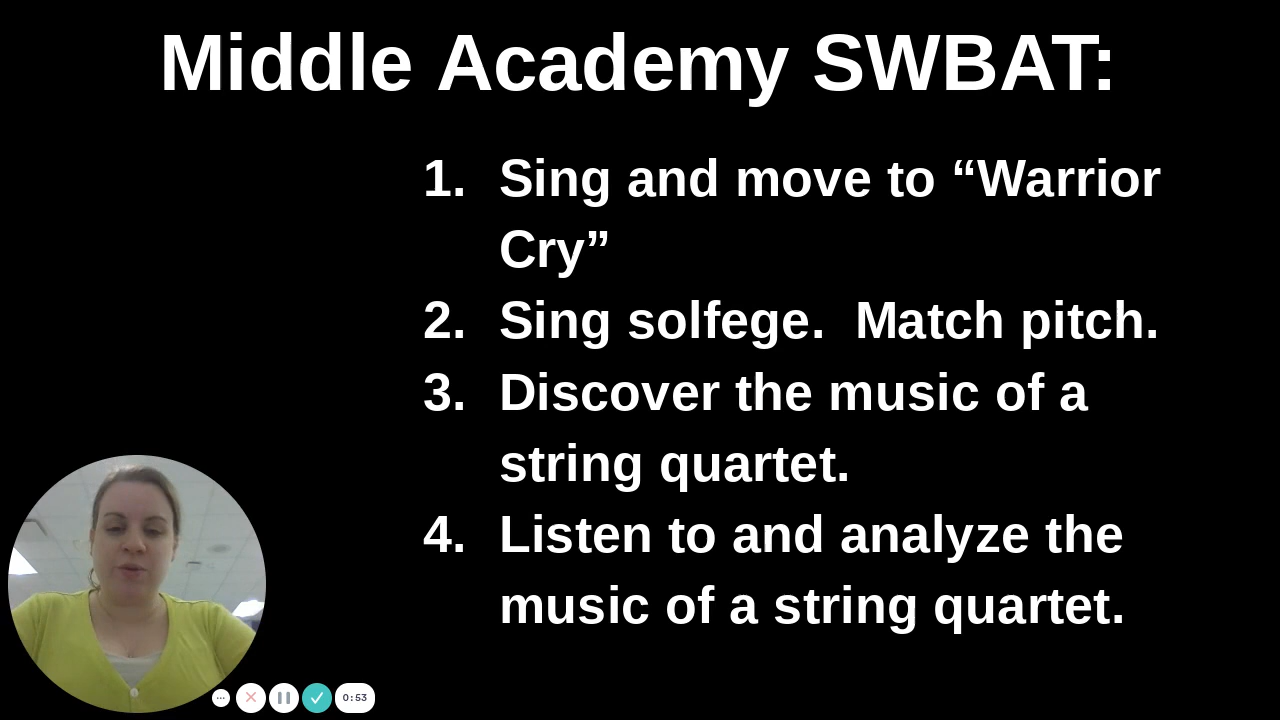 Middle Academy SWBAT:
1. Sing and move to “Warrior
Cry”
2. Sing solfege.  Match pitch.
3. Discover the music of a
string quartet.
4. Listen to and analyze the
music of a string quartet.
0:53